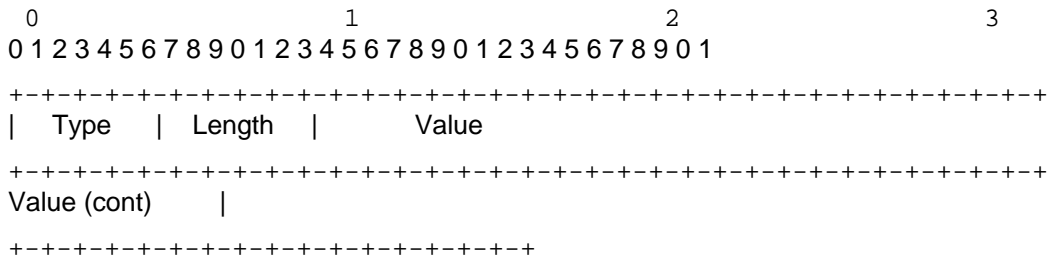 0 1 2 3
0 1 2 3 4 5 6 7 8 9 0 1 2 3 4 5 6 7 8 9 0 1 2 3 4 5 6 7 8 9 0 1
+-+-+-+-+-+-+-+-+-+-+-+-+-+-+-+-+-+-+-+-+-+-+-+-+-+-+-+-+-+-+-+-+
| Type | Length | Value
+-+-+-+-+-+-+-+-+-+-+-+-+-+-+-+-+-+-+-+-+-+-+-+-+-+-+-+-+-+-+-+-+
Value (cont) |
+-+-+-+-+-+-+-+-+-+-+-+-+-+-+-+-+